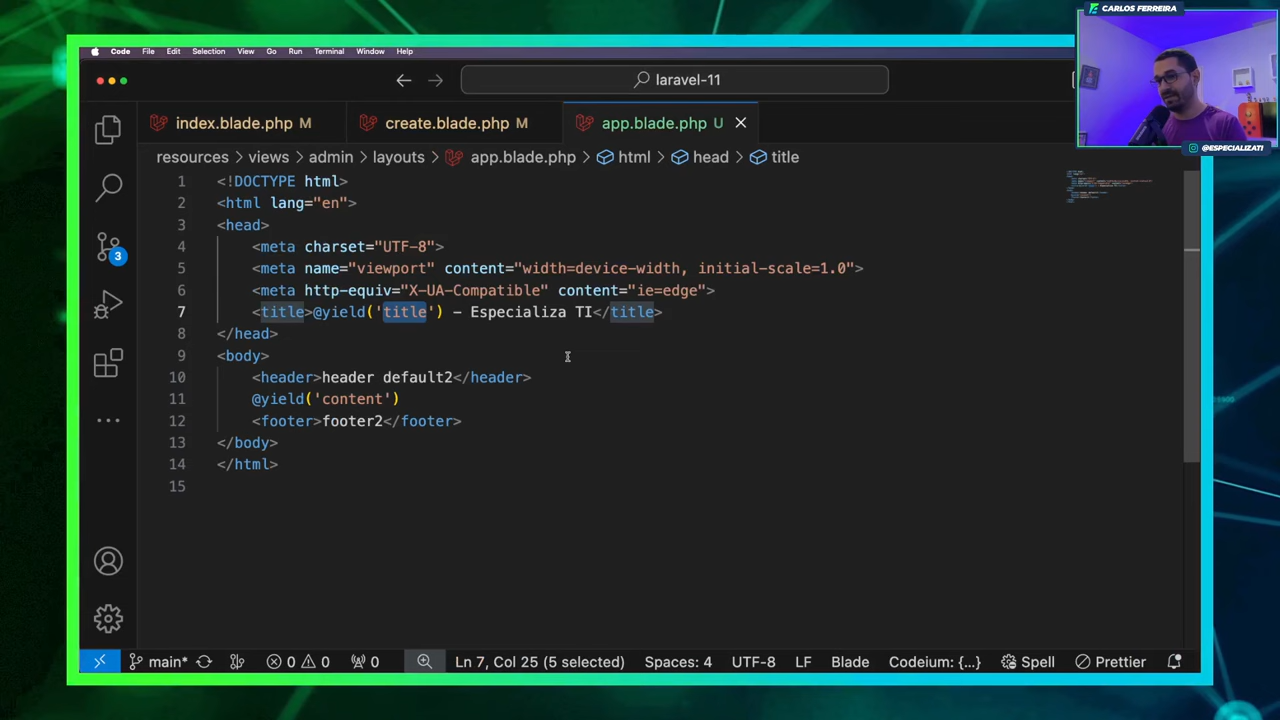 CARLOS FERREIRA
Code File Edit Selection View Go Run Terminal Window Help
laravel-11
index.blade.php M
create.blade.php M
app.blade.php U
@ESPECIALIZATI
resources > views > admin > layouts > app.blade.php > html > head > title
1 <!DOCTYPE html>
2 <html lang="en">
3 <head>
4 <meta charset="UTF-8">
5 <meta name="viewport" content="width=device-width, initial-scale=1.0">
6 <meta http-equiv="X-UA-Compatible" content="ie=edge">
7 <title>@yield('title') - Especializa TI</title>
8 </head>
9 <body>
10 <header>header default2</header>
11 @yield('content')
12 <footer>footer2</footer>
13 </body>
14 </html>
15
3
main* 0 0 0 Ln 7, Col 25 (5 selected) Spaces: 4 UTF-8 LF Blade Codeium: {...} Spell Prettier